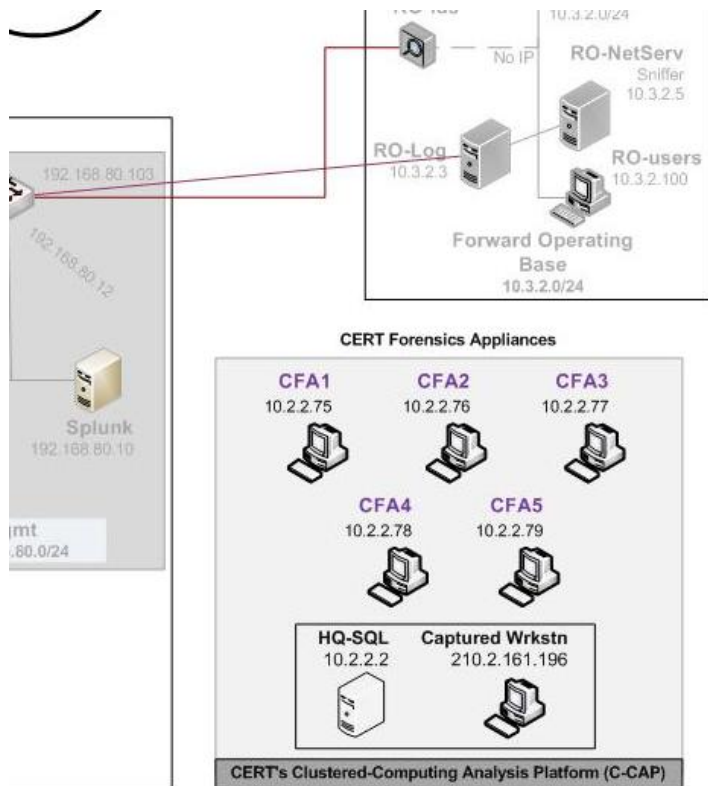 10.3.2.0/24
No IP
RO-NetServ
Sniffer
10.3.2.5
RO-Log
10.3.2.3
RO-users
10.3.2.100
Forward Operating
Base
10.3.2.0/24
192.168.80.103
192.168.80.12
Splunk
192.168.80.10
.80.0/24
CERT Forensics Appliances
CFA1
10.2.2.75
CFA2
10.2.2.76
CFA3
10.2.2.77
CFA4
10.2.2.78
CFA5
10.2.2.79
HQ-SQL
10.2.2.2
Captured Wrkstn
210.2.161.196
CERT's Clustered-Computing Analysis Platform (C-CAP)